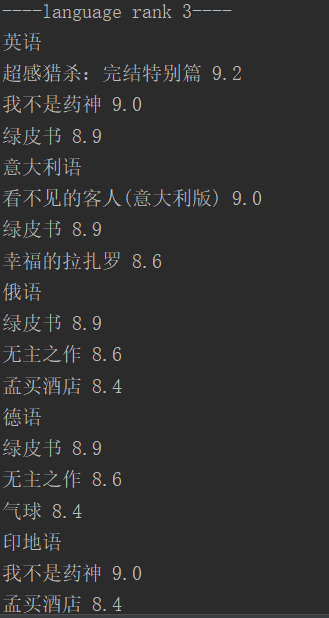 ----language rank 3----
英语
超感猎杀：完结特别篇 9.2
我不是药神 9.0
绿皮书 8.9
意大利语
看不见的客人(意大利版) 9.0
绿皮书 8.9
幸福的拉扎罗 8.6
俄语
绿皮书 8.9
无主之作 8.6
孟买酒店 8.4
德语
绿皮书 8.9
无主之作 8.6
气球 8.4
印地语
我不是药神 9.0
孟买酒店 8.4